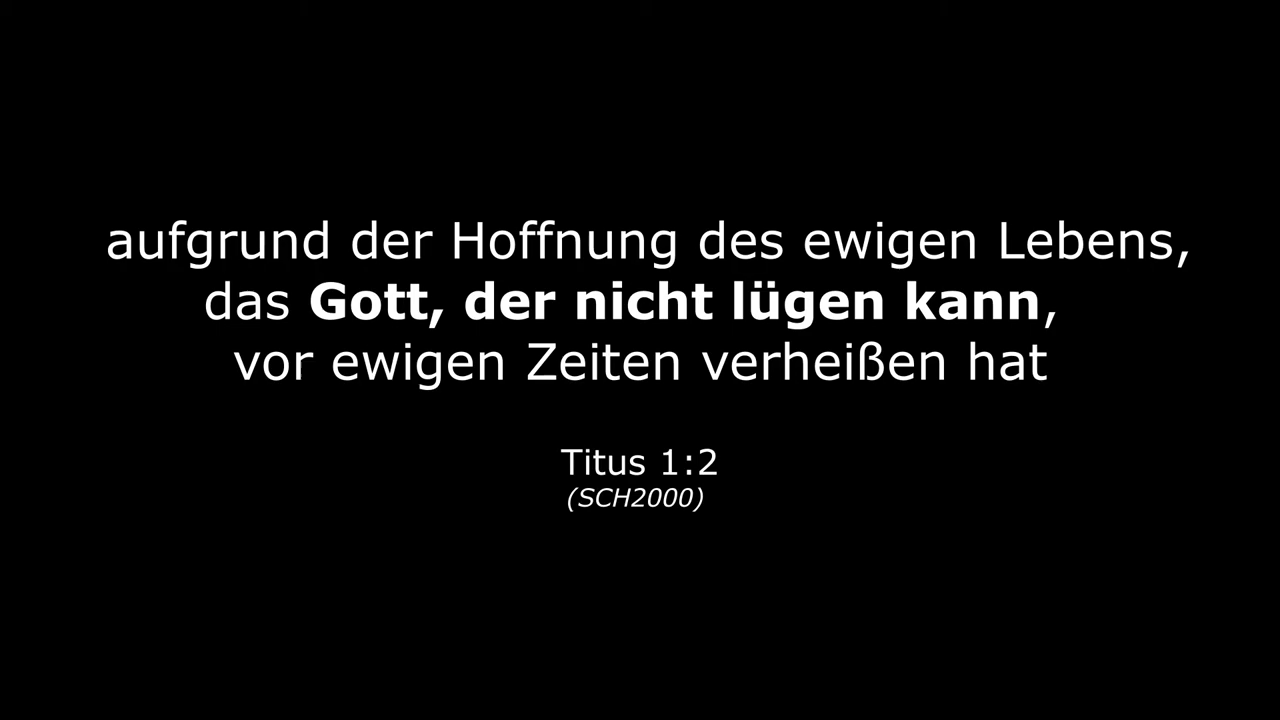 aufgrund der Hoffnung des ewigen Lebens,
das Gott, der nicht lügen kann,
vor ewigen Zeiten verheißen hat
Titus 1:2
(SCH2000)